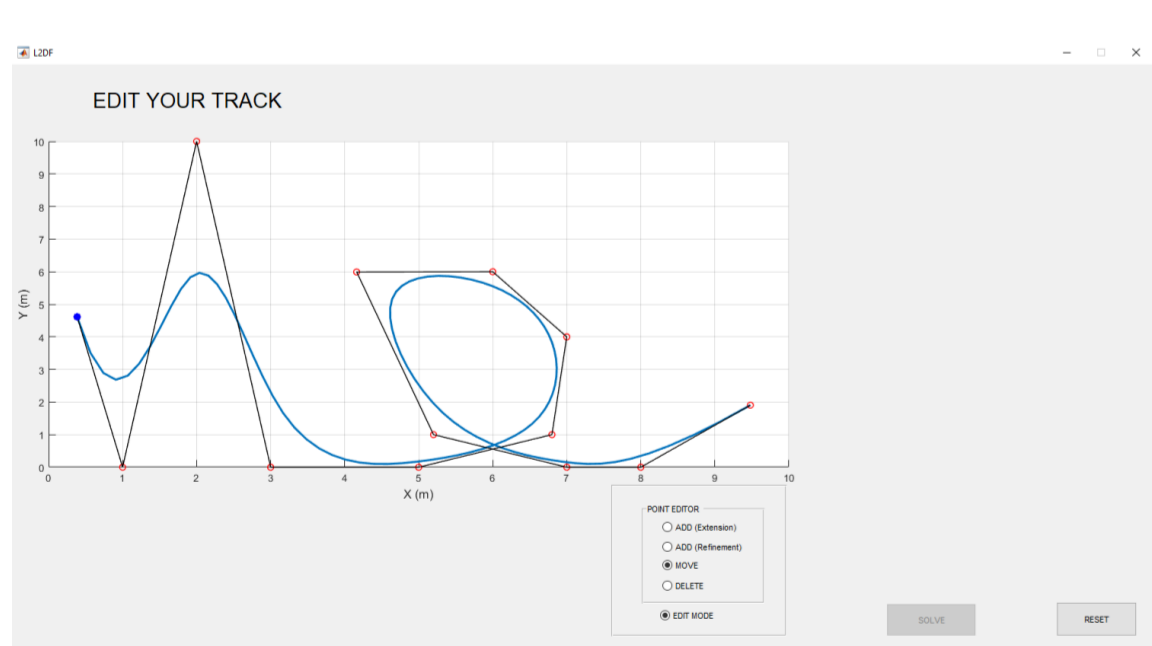 L2DF
EDIT YOUR TRACK
10
9
8
7
6
5
4
3
2
1
0
Y (m)
0 1 2 3 4 5 6 7 8 9 10
X (m)
POINT EDITOR
ADD (Extension)
ADD (Refinement)
MOVE
DELETE
EDIT MODE
SOLVE
RESET